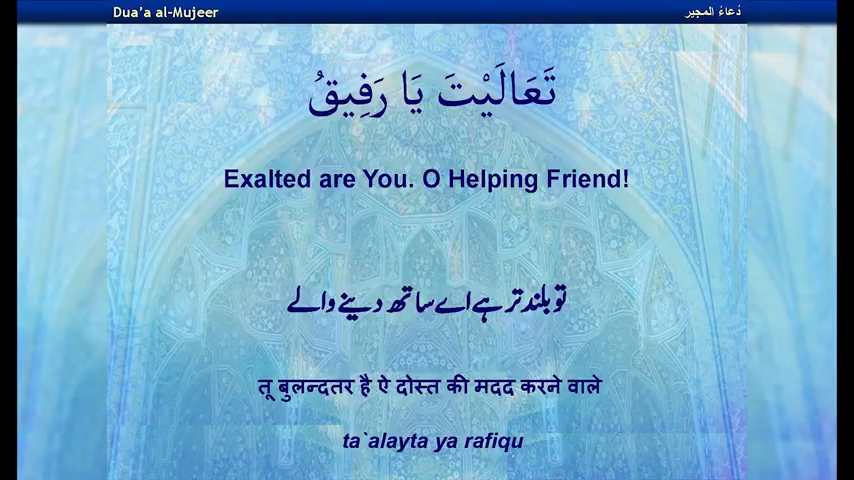 Dua'a al-Mujeer
دُعاءُ المجير
تَعَالَيْتَ يَا رَفِيقُ
Exalted are You. O Helping Friend!
تو بلند تر ہے اے ساتھ دینے والے
तू बुलन्दतर है ऐ दोस्त की मदद करने वाले
ta`alayta ya rafiqu